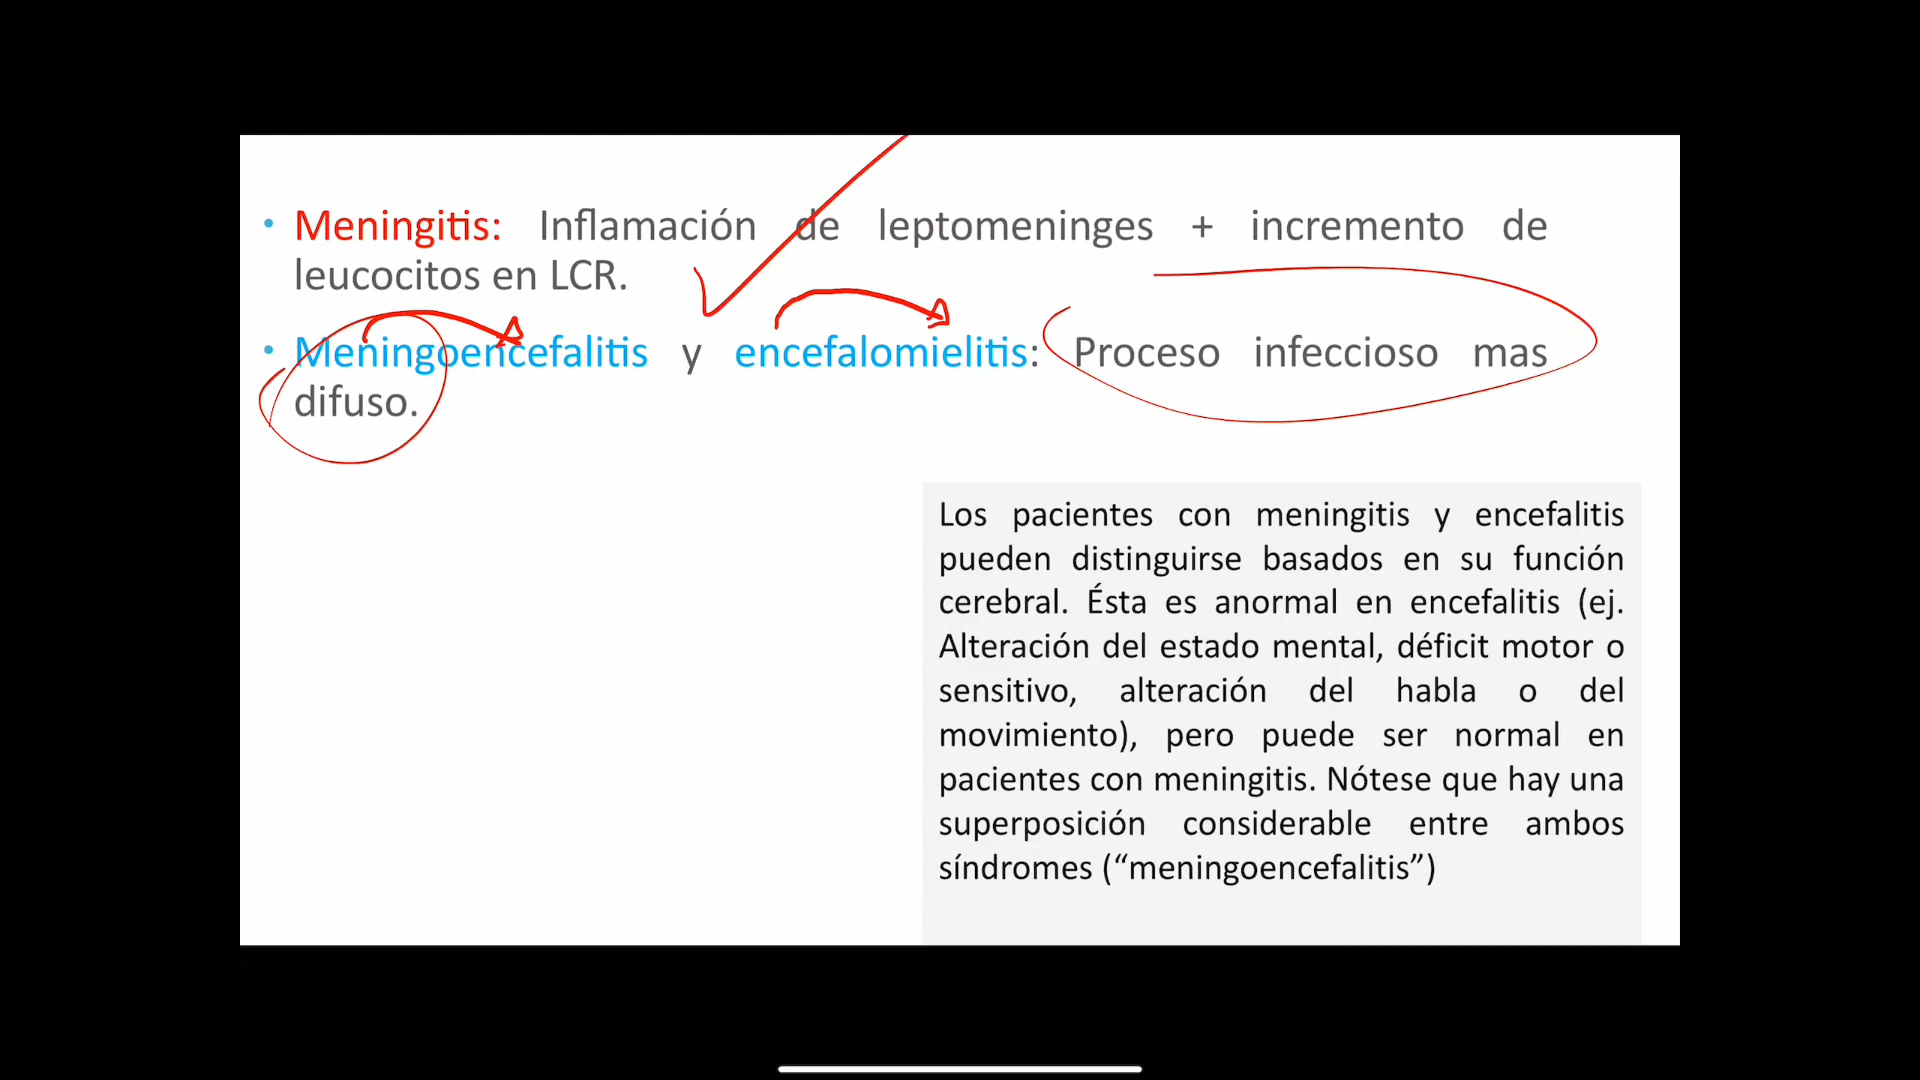 • Meningitis: Inflamación de leptomeninges + incremento de
leucocitos en LCR.
• Meningoencefalitis y encefalomielitis: Proceso infeccioso mas
difuso.
Los pacientes con meningitis y encefalitis
pueden distinguirse basados en su función
cerebral. Ésta es anormal en encefalitis (ej.
Alteración del estado mental, déficit motor o
sensitivo, alteración del habla o del
movimiento), pero puede ser normal en
pacientes con meningitis. Nótese que hay una
superposición considerable entre ambos
síndromes (“meningoencefalitis”)